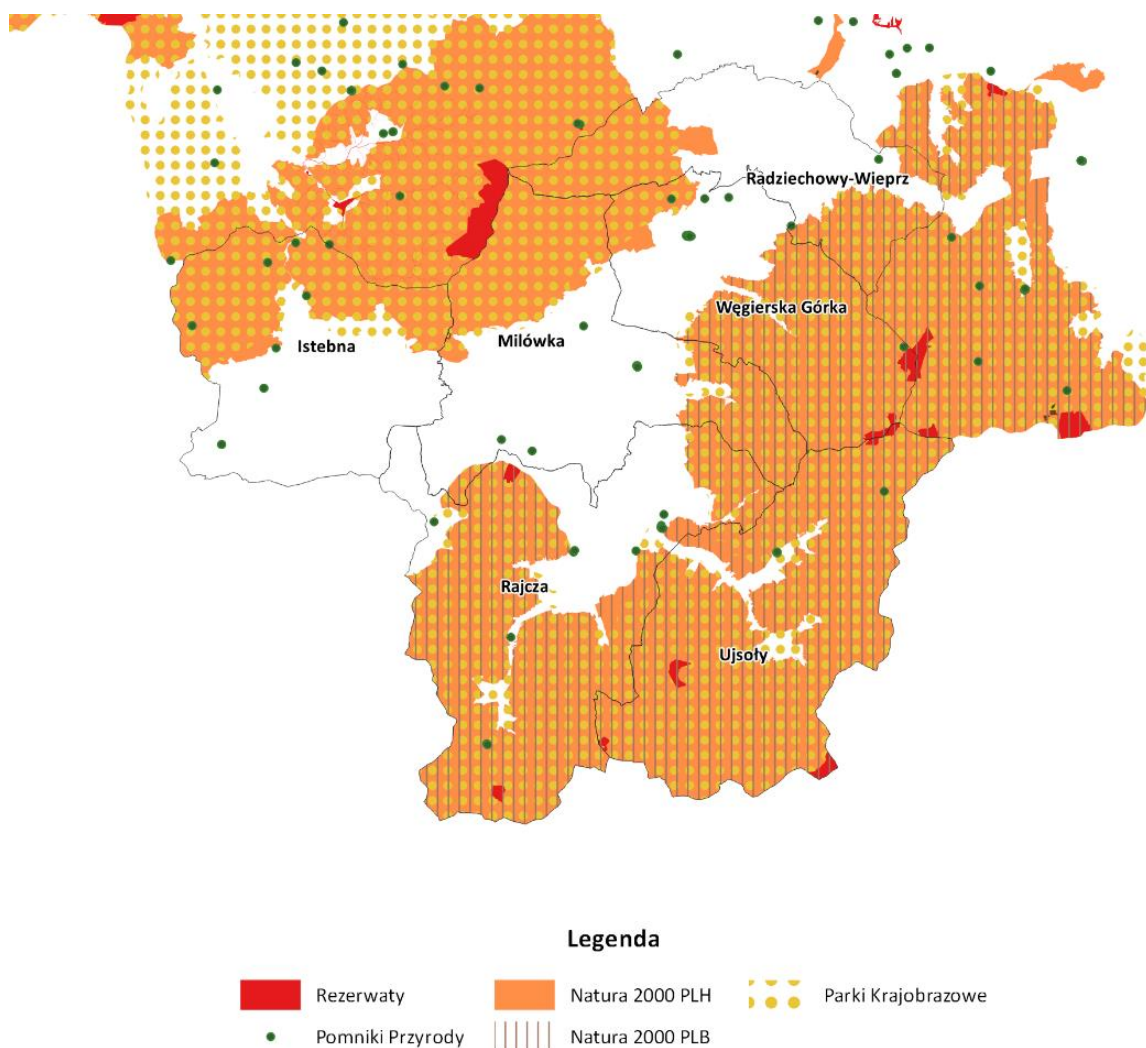 Radziechowy-Wieprz
Węgierska Górka
Istebna
Milówka
Rajcza
Ujsoły
Legenda
Rezerwaty
Natura 2000 PLH
Parki Krajobrazowe
Pomniki Przyrody
Natura 2000 PLB